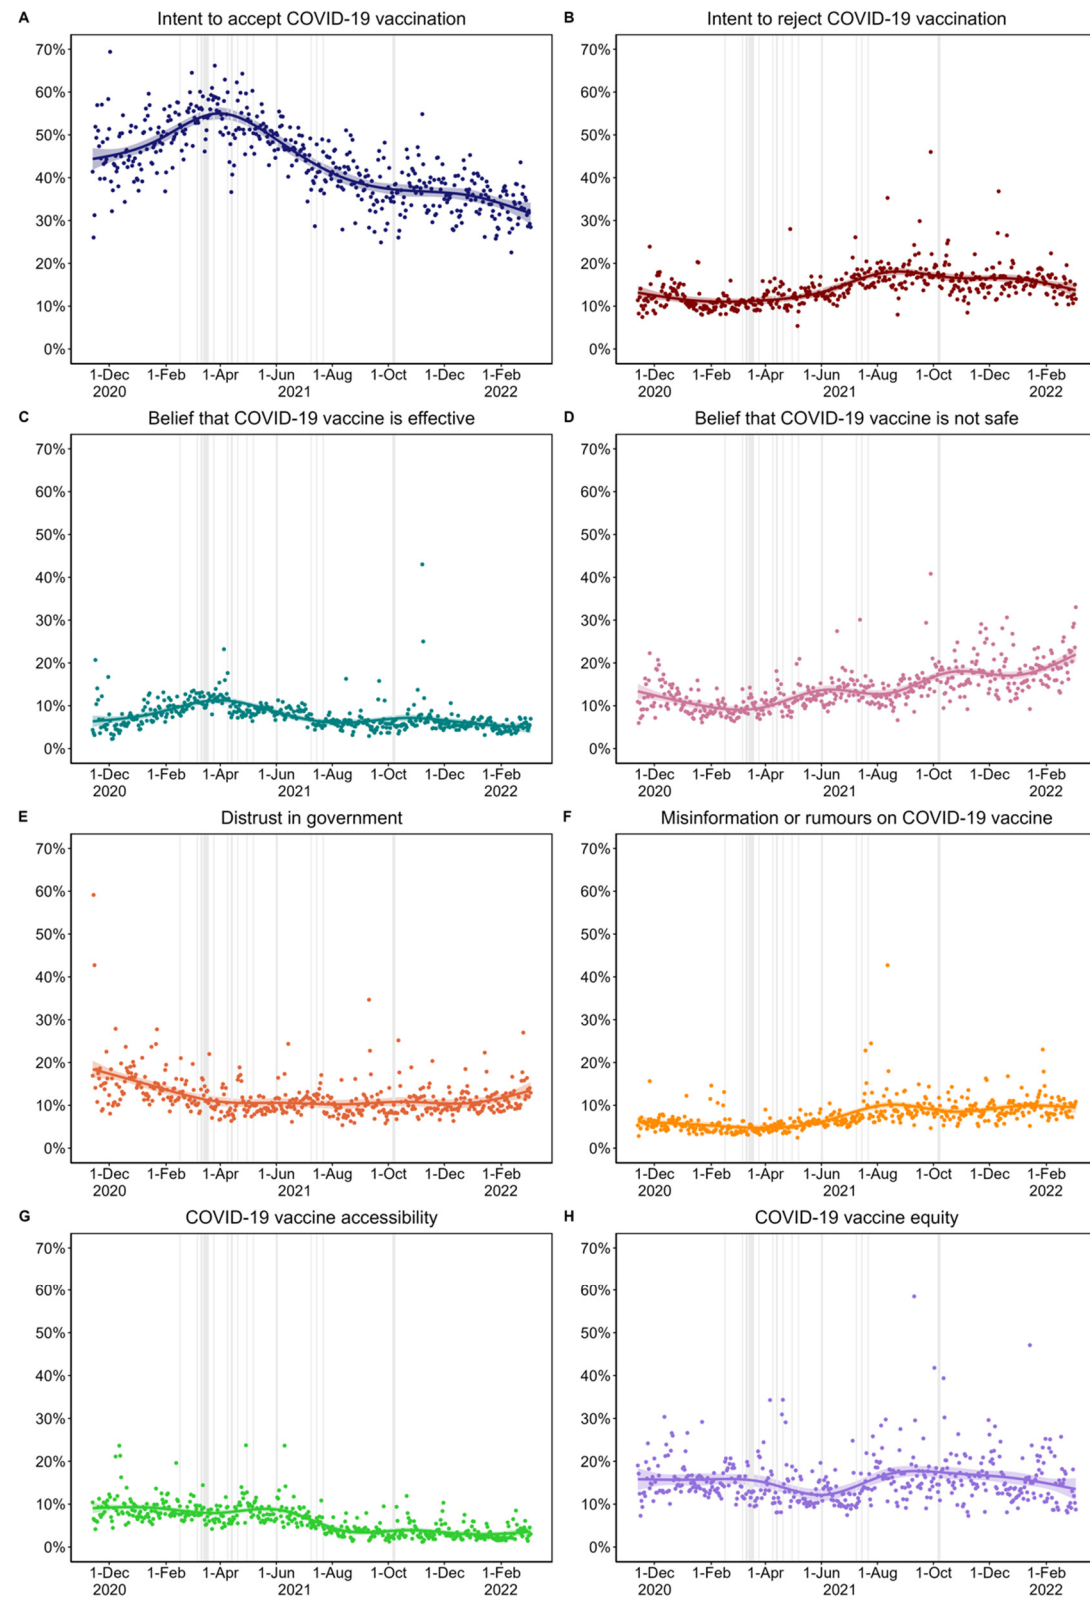 A Intent to accept COVID-19 vaccination
70%
60%
50%
40%
30%
20%
10%
0%
1-Dec 1-Feb 1-Apr 1-Jun 1-Aug 1-Oct 1-Dec 1-Feb
2020 2021 2022
B Intent to reject COVID-19 vaccination
70%
60%
50%
40%
30%
20%
10%
0%
1-Dec 1-Feb 1-Apr 1-Jun 1-Aug 1-Oct 1-Dec 1-Feb
2020 2021 2022
C Belief that COVID-19 vaccine is effective
70%
60%
50%
40%
30%
20%
10%
0%
1-Dec 1-Feb 1-Apr 1-Jun 1-Aug 1-Oct 1-Dec 1-Feb
2020 2021 2022
D Belief that COVID-19 vaccine is not safe
70%
60%
50%
40%
30%
20%
10%
0%
1-Dec 1-Feb 1-Apr 1-Jun 1-Aug 1-Oct 1-Dec 1-Feb
2020 2021 2022
E Distrust in government
70%
60%
50%
40%
30%
20%
10%
0%
1-Dec 1-Feb 1-Apr 1-Jun 1-Aug 1-Oct 1-Dec 1-Feb
2020 2021 2022
F Misinformation or rumours on COVID-19 vaccine
70%
60%
50%
40%
30%
20%
10%
0%
1-Dec 1-Feb 1-Apr 1-Jun 1-Aug 1-Oct 1-Dec 1-Feb
2020 2021 2022
G COVID-19 vaccine accessibility
70%
60%
50%
40%
30%
20%
10%
0%
1-Dec 1-Feb 1-Apr 1-Jun 1-Aug 1-Oct 1-Dec 1-Feb
2020 2021 2022
H COVID-19 vaccine equity
70%
60%
50%
40%
30%
20%
10%
0%
1-Dec 1-Feb 1-Apr 1-Jun 1-Aug 1-Oct 1-Dec 1-Feb
2020 2021 2022